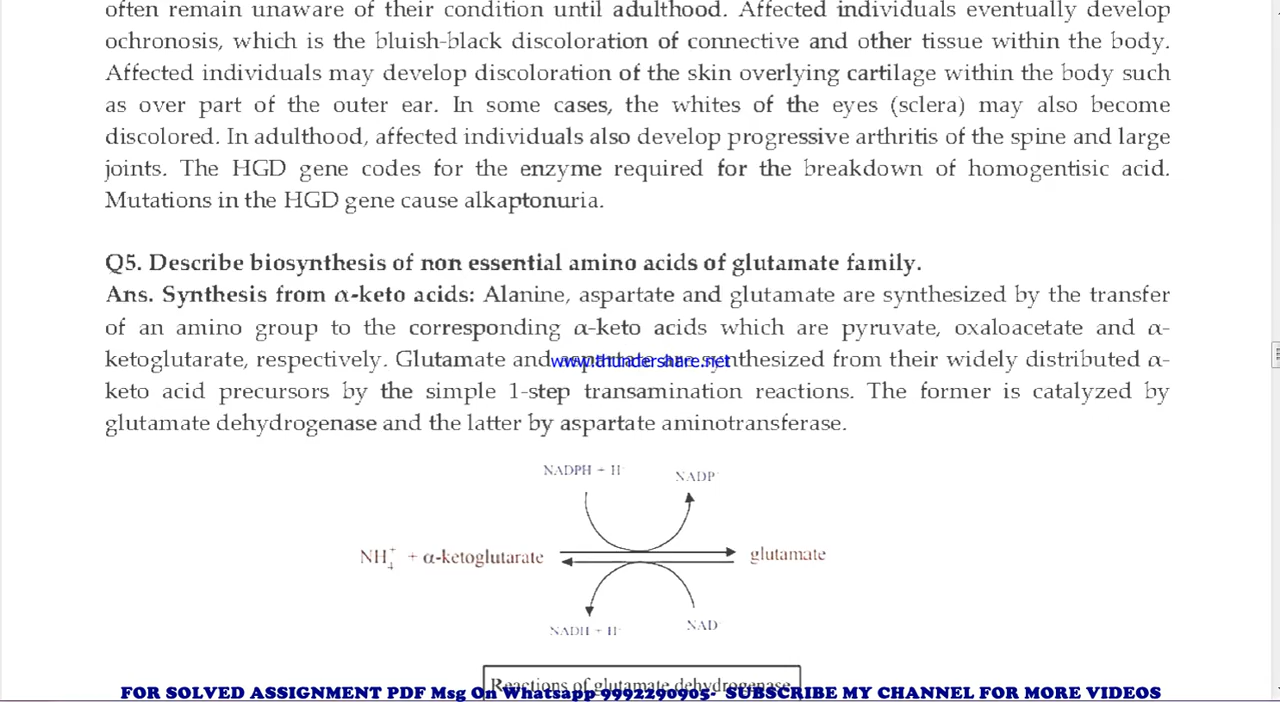 often remain unaware of their condition until adulthood. Affected individuals eventually develop
ochronosis, which is the bluish-black discoloration of connective and other tissue within the body.
Affected individuals may develop discoloration of the skin overlying cartilage within the body such
as over part of the outer ear. In some cases, the whites of the eyes (sclera) may also become
discolored. In adulthood, affected individuals also develop progressive arthritis of the spine and large
joints. The HGD gene codes for the enzyme required for the breakdown of homogentisic acid.
Mutations in the HGD gene cause alkaptonuria.
Q5. Describe biosynthesis of non essential amino acids of glutamate family.
Ans. Synthesis from α-keto acids: Alanine, aspartate and glutamate are synthesized by the transfer
of an amino group to the corresponding α-keto acids which are pyruvate, oxaloacetate and α-
ketoglutarate, respectively. Glutamate and www.thundershare.net synthesized from their widely distributed α-
keto acid precursors by the simple 1-step transamination reactions. The former is catalyzed by
glutamate dehydrogenase and the latter by aspartate aminotransferase.
NADPH + H⁺ NADP⁺
NH₄⁺ + α-ketoglutarate glutamate
NADH + H⁺ NAD⁺
Reactions of glutamate dehydrogenase
FOR SOLVED ASSIGNMENT PDF Msg On Whatsapp 9992290905- SUBSCRIBE MY CHANNEL FOR MORE VIDEOS